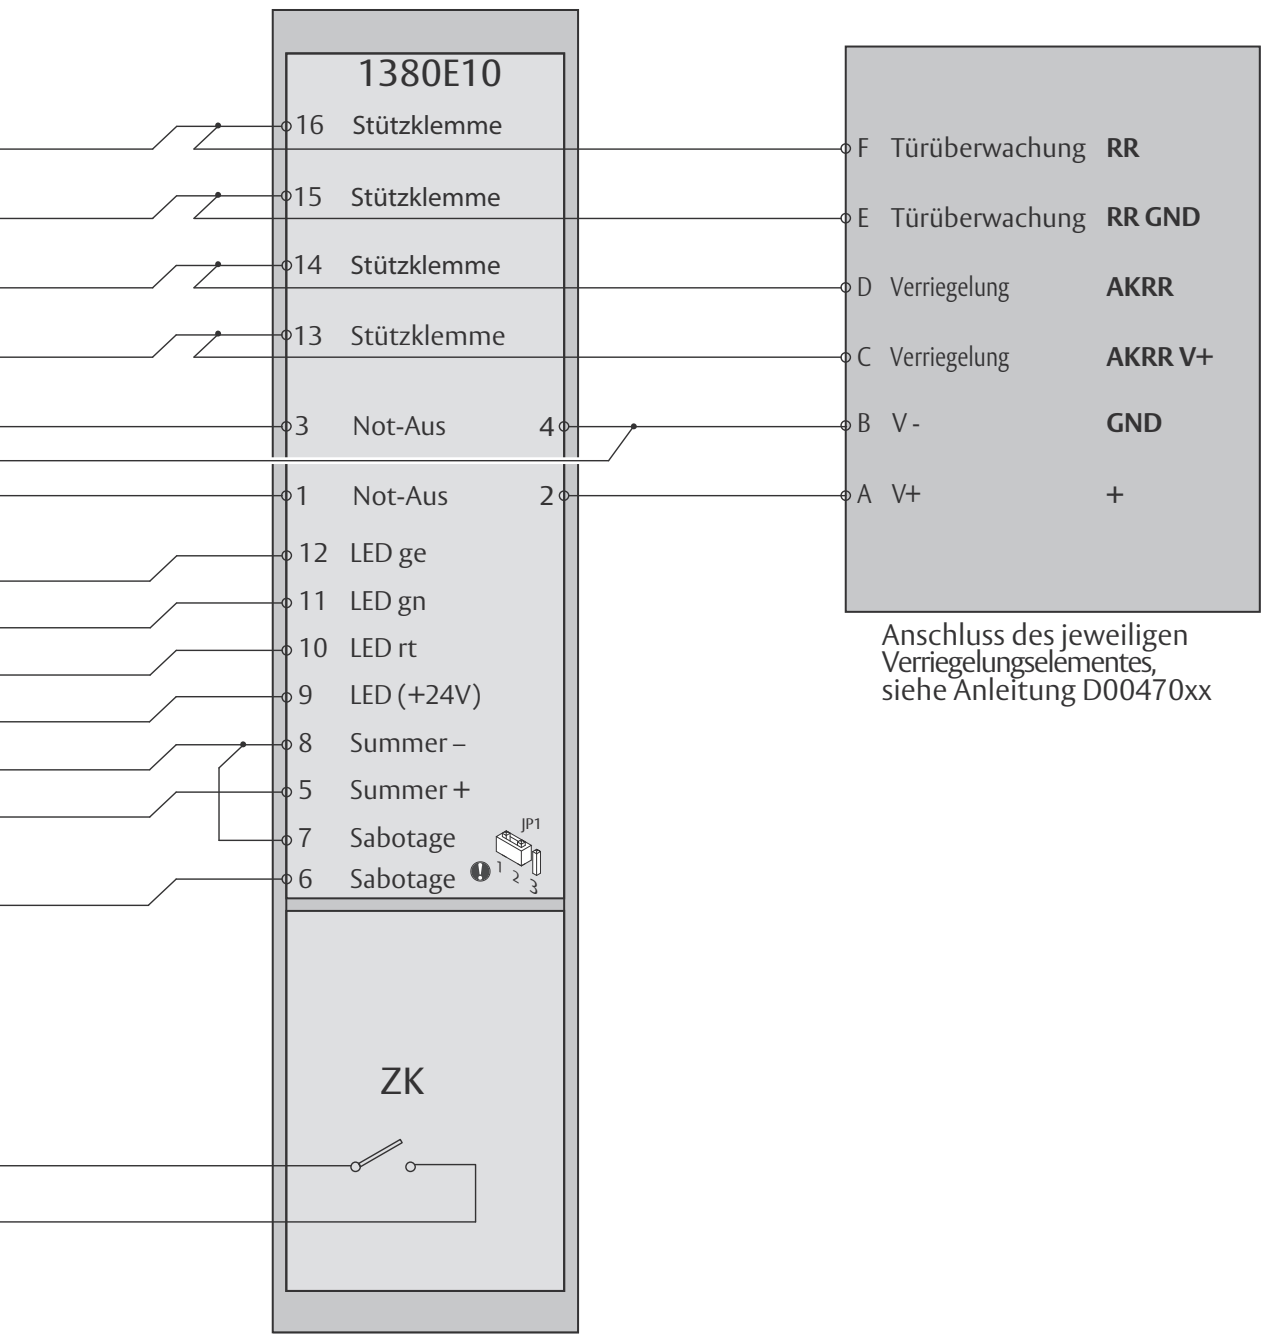 1380E10
16 Stützklemme
15 Stützklemme
14 Stützklemme
13 Stützklemme
3 Not-Aus 4
1 Not-Aus 2
12 LED ge
11 LED gn
10 LED rt
9 LED (+24V)
8 Summer –
5 Summer +
7 Sabotage
6 Sabotage
JP1
1 2 3
ZK
F Türüberwachung RR
E Türüberwachung RR GND
D Verriegelung AKRR
C Verriegelung AKRR V+
B V - GND
A V+ +
Anschluss des jeweiligen
Verriegelungselementes,
siehe Anleitung D00470xx